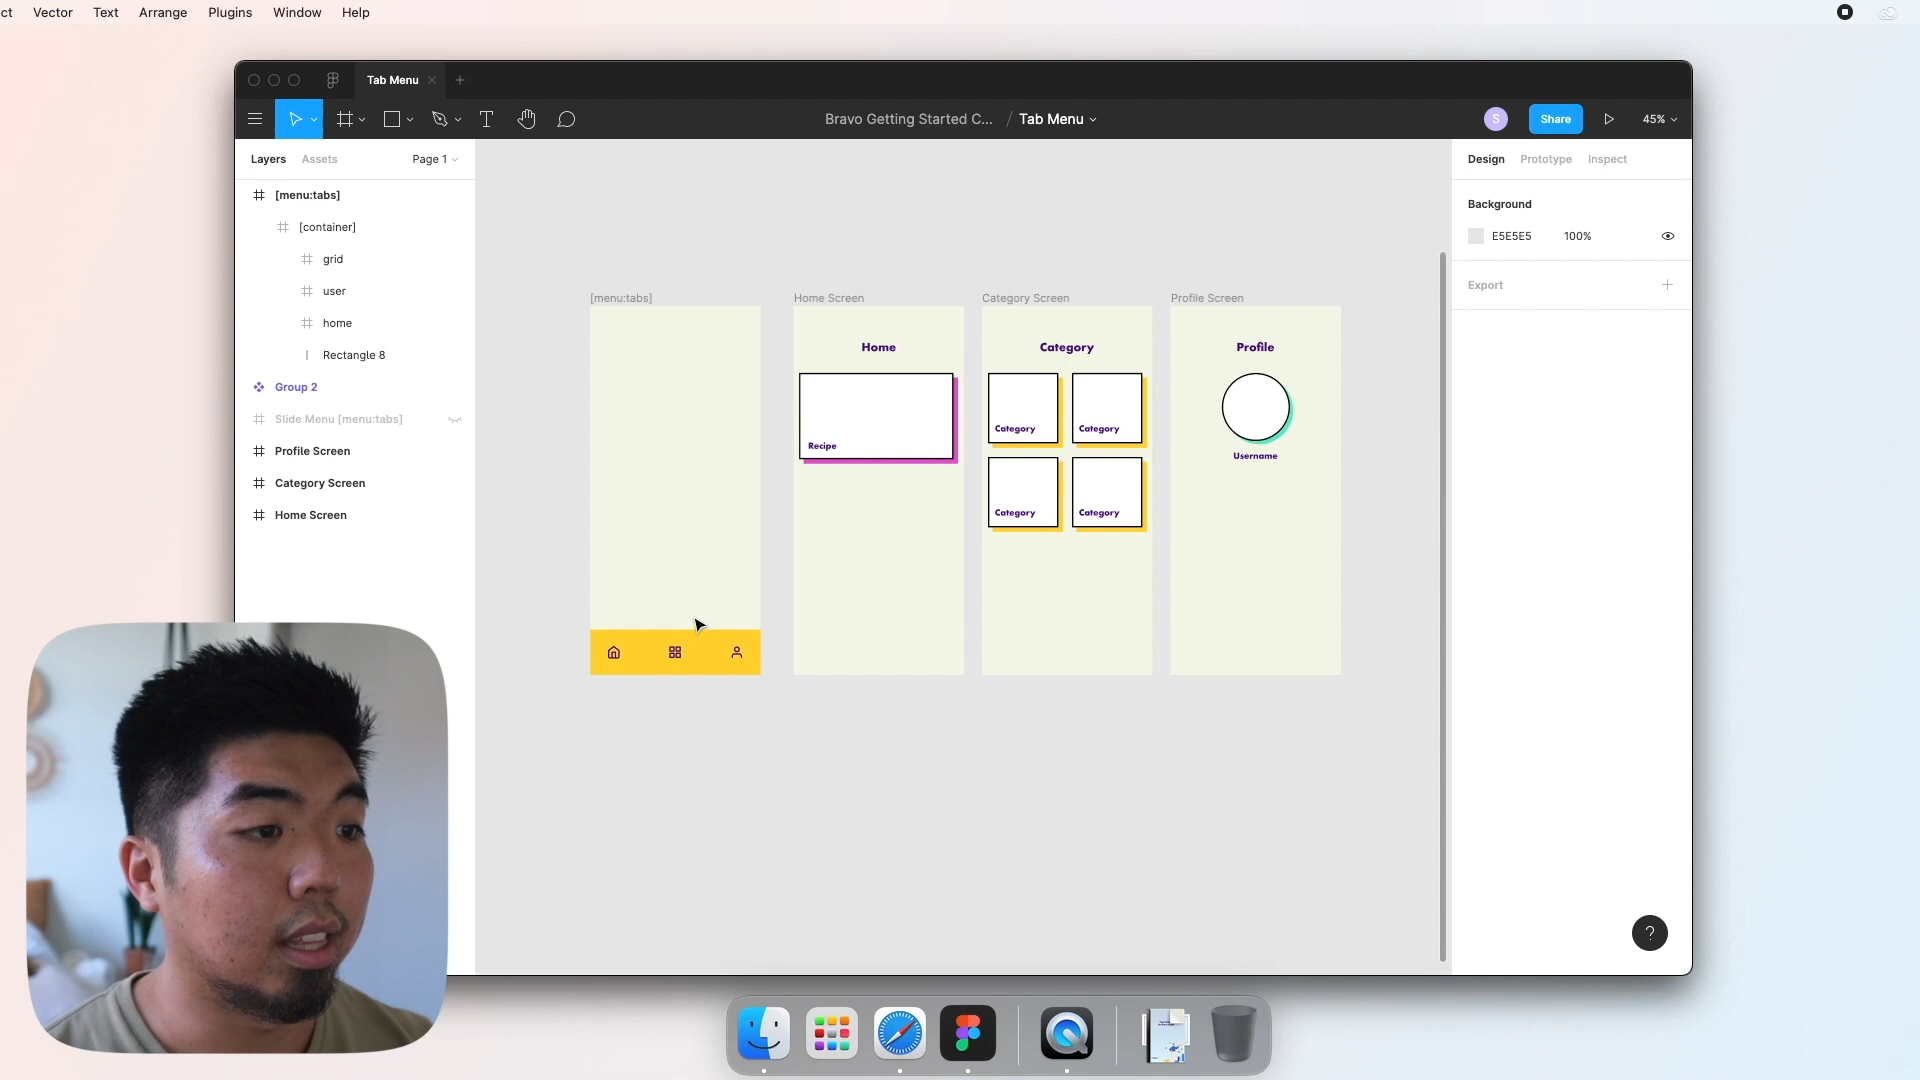 ct Vector Text Arrange Plugins Window Help
Tab Menu
Bravo Getting Started C... / Tab Menu
S
Share
45%
Layers
Assets
Page 1
[menu:tabs]
[container]
grid
user
home
Rectangle 8
Group 2
Slide Menu [menu:tabs]
Profile Screen
Category Screen
Home Screen
[menu:tabs]
Home Screen
Home
Recipe
Category Screen
Category
Category
Category
Category
Category
Profile Screen
Profile
Username
Design
Prototype
Inspect
Background
E5E5E5
100%
Export
?